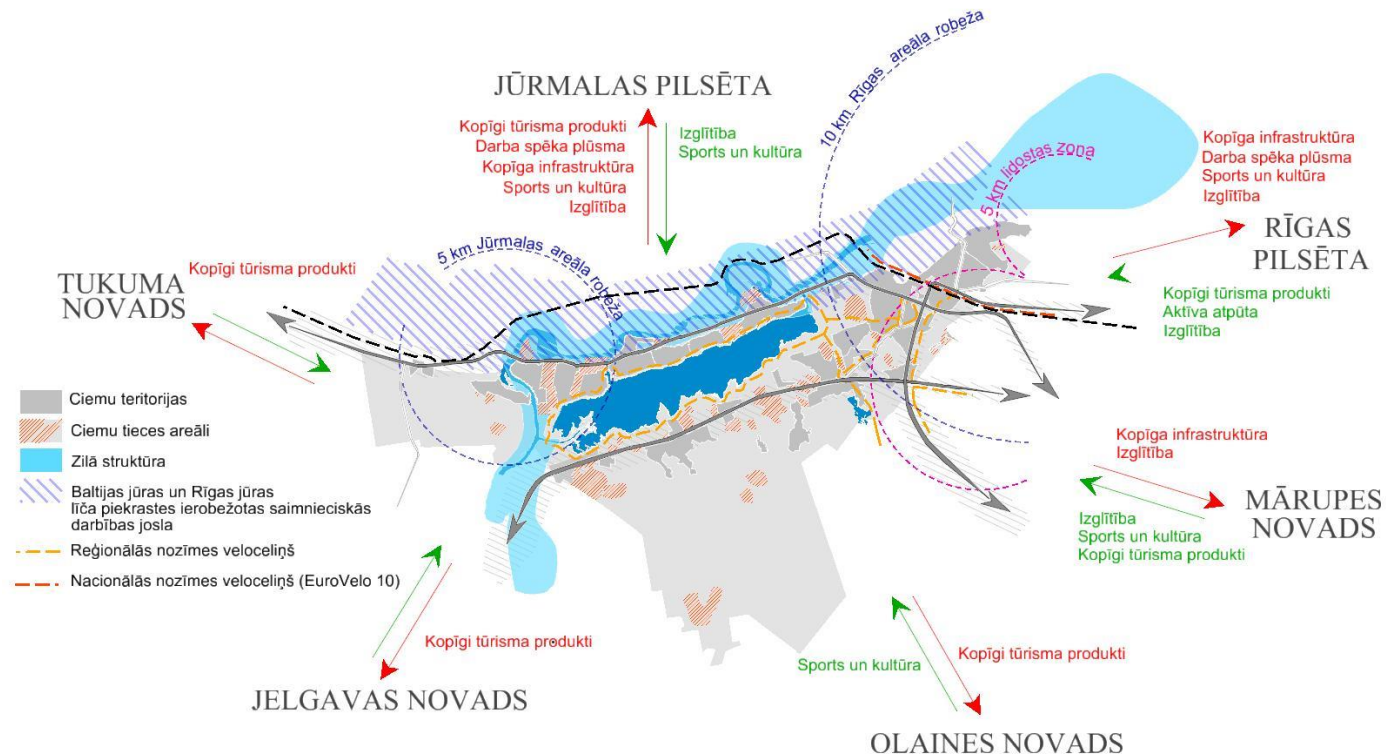 10 km Rīgas areāla robeža
JŪRMALAS PILSĒTA
Kopīgi tūrisma produkti
Darba spēka plūsma
Kopīga infrastruktūra
Sports un kultūra
Izglītība
Izglītība
Sports un kultūra
5 km lidostas zona
Kopīga infrastruktūra
Darba spēka plūsma
Sports un kultūra
Izglītība
RĪGAS
PILSĒTA
Kopīgi tūrisma produkti
Aktīva atpūta
Izglītība
5 km Jūrmalas areāla robeža
Kopīgi tūrisma produkti
TUKUMA
NOVADS
Ciemu teritorijas
Ciemu tieces areāli
Zilā struktūra
Baltijas jūras un Rīgas jūras
līča piekrastes ierobežotas saimnieciskās
darbības josla
Reģionālās nozīmes veloceliņš
Nacionālās nozīmes veloceliņš (EuroVelo 10)
Kopīga infrastruktūra
Izglītība
MĀRUPES
NOVADS
Izglītība
Sports un kultūra
Kopīgi tūrisma produkti
Kopīgi tūrisma produkti
JELGAVAS NOVADS
Sports un kultūra
Kopīgi tūrisma produkti
OLAINES NOVADS